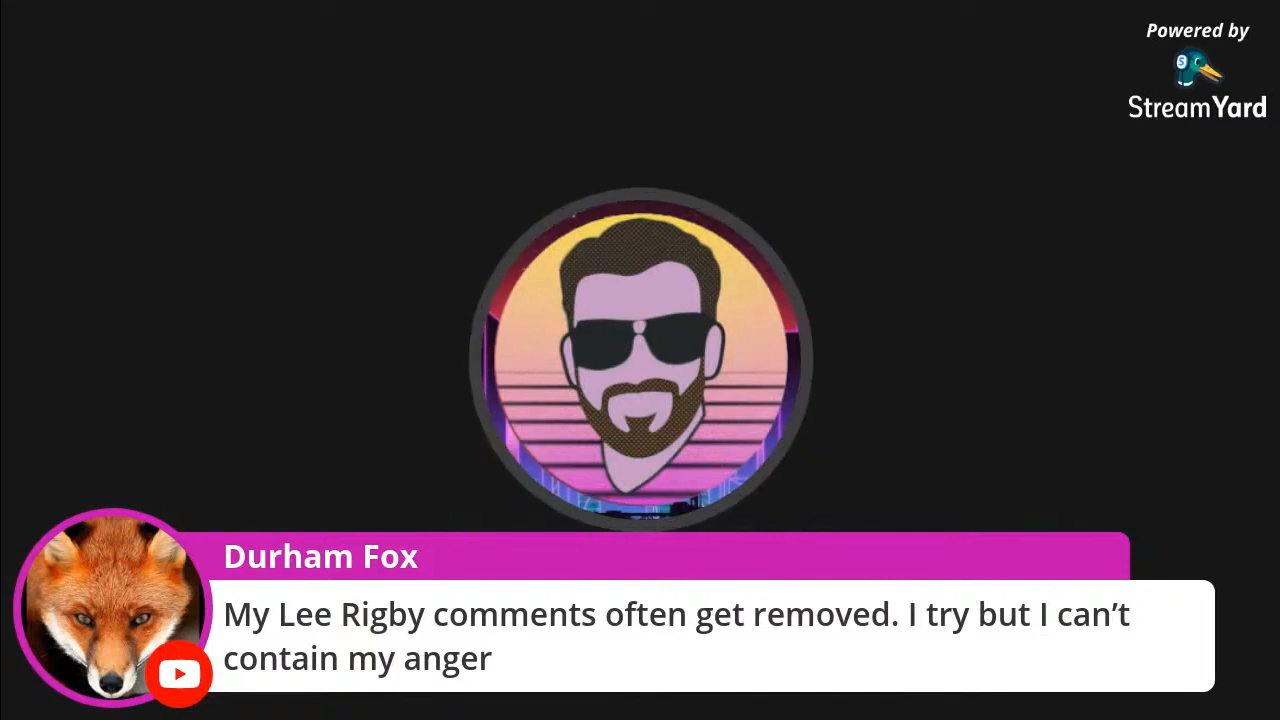 Powered by
StreamYard
Durham Fox
My Lee Rigby comments often get removed. I try but I can’t
contain my anger